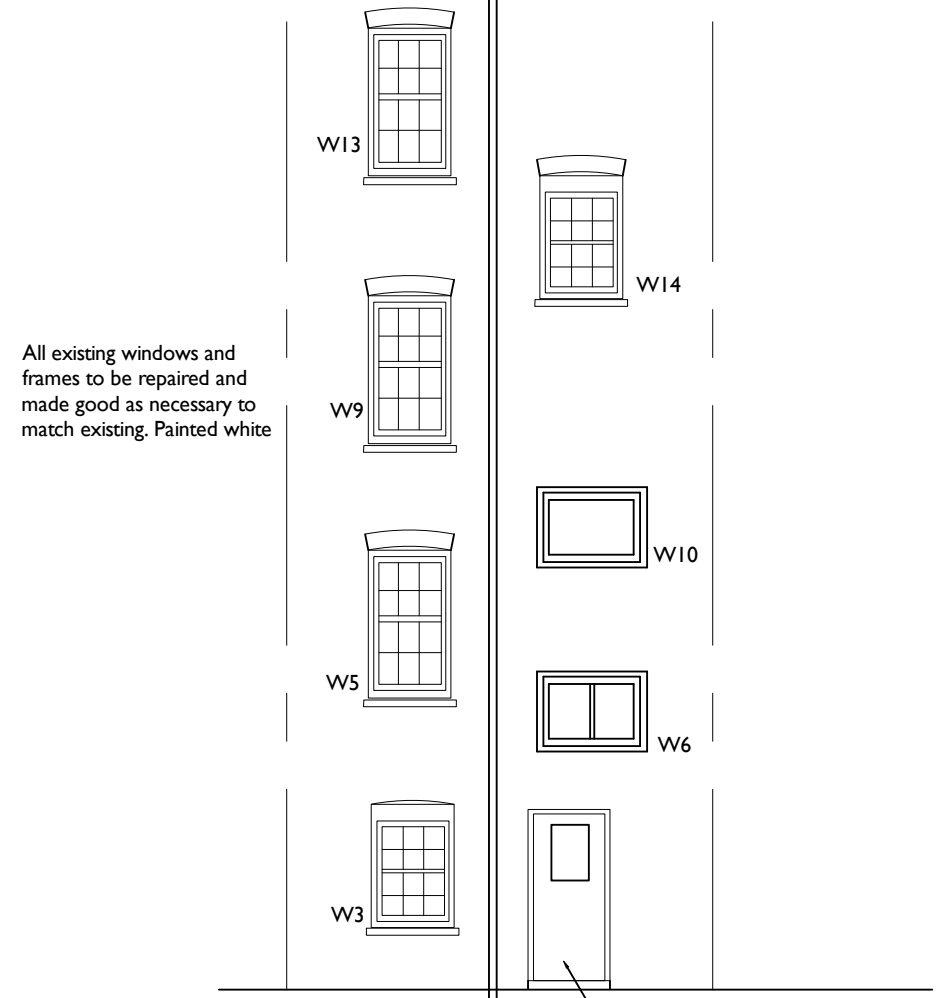 W13
W14
All existing windows and
frames to be repaired and
made good as necessary to
match existing. Painted white
W9
W10
W5
W6
W3